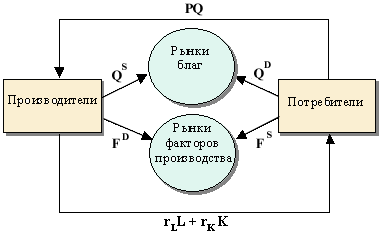 PQ
Рынки
благ
Q^S
Q^D
Производители
Потребители
Рынки
факторов
производства
F^D
F^S
r_L L + r_K K